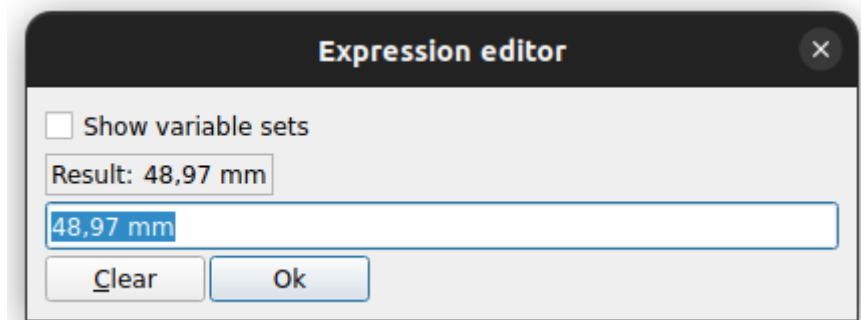 Expression editor
Show variable sets
Result: 48,97 mm
48,97 mm
Clear Ok